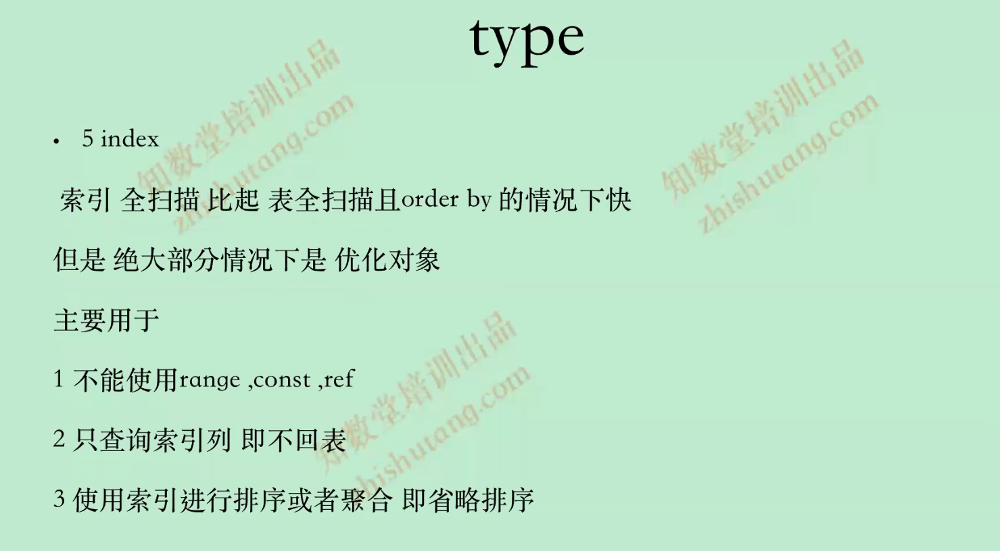 type
• 5 index
索引 全扫描 比起 表全扫描且order by 的情况下快
但是 绝大部分情况下是 优化对象
主要用于
1 不能使用range ,const ,ref
2 只查询索引列 即不回表
3 使用索引进行排序或者聚合 即省略排序
知数堂培训出品
zhishutang.com
知数堂培训出品
zhishutang.com
知数堂培训出品
zhishutang.com